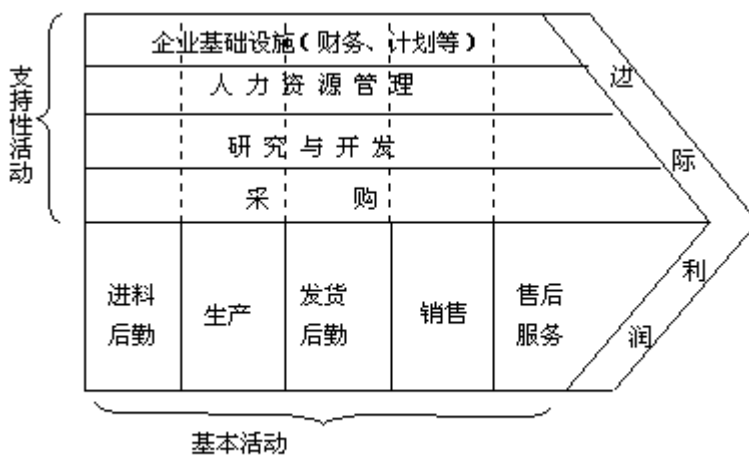 企业基础设施（财务、计划等）
人力资源管理
研究与开发
采购
支持性活动
进料
后勤
生产
发货
后勤
销售
售后
服务
边际利润
基本活动